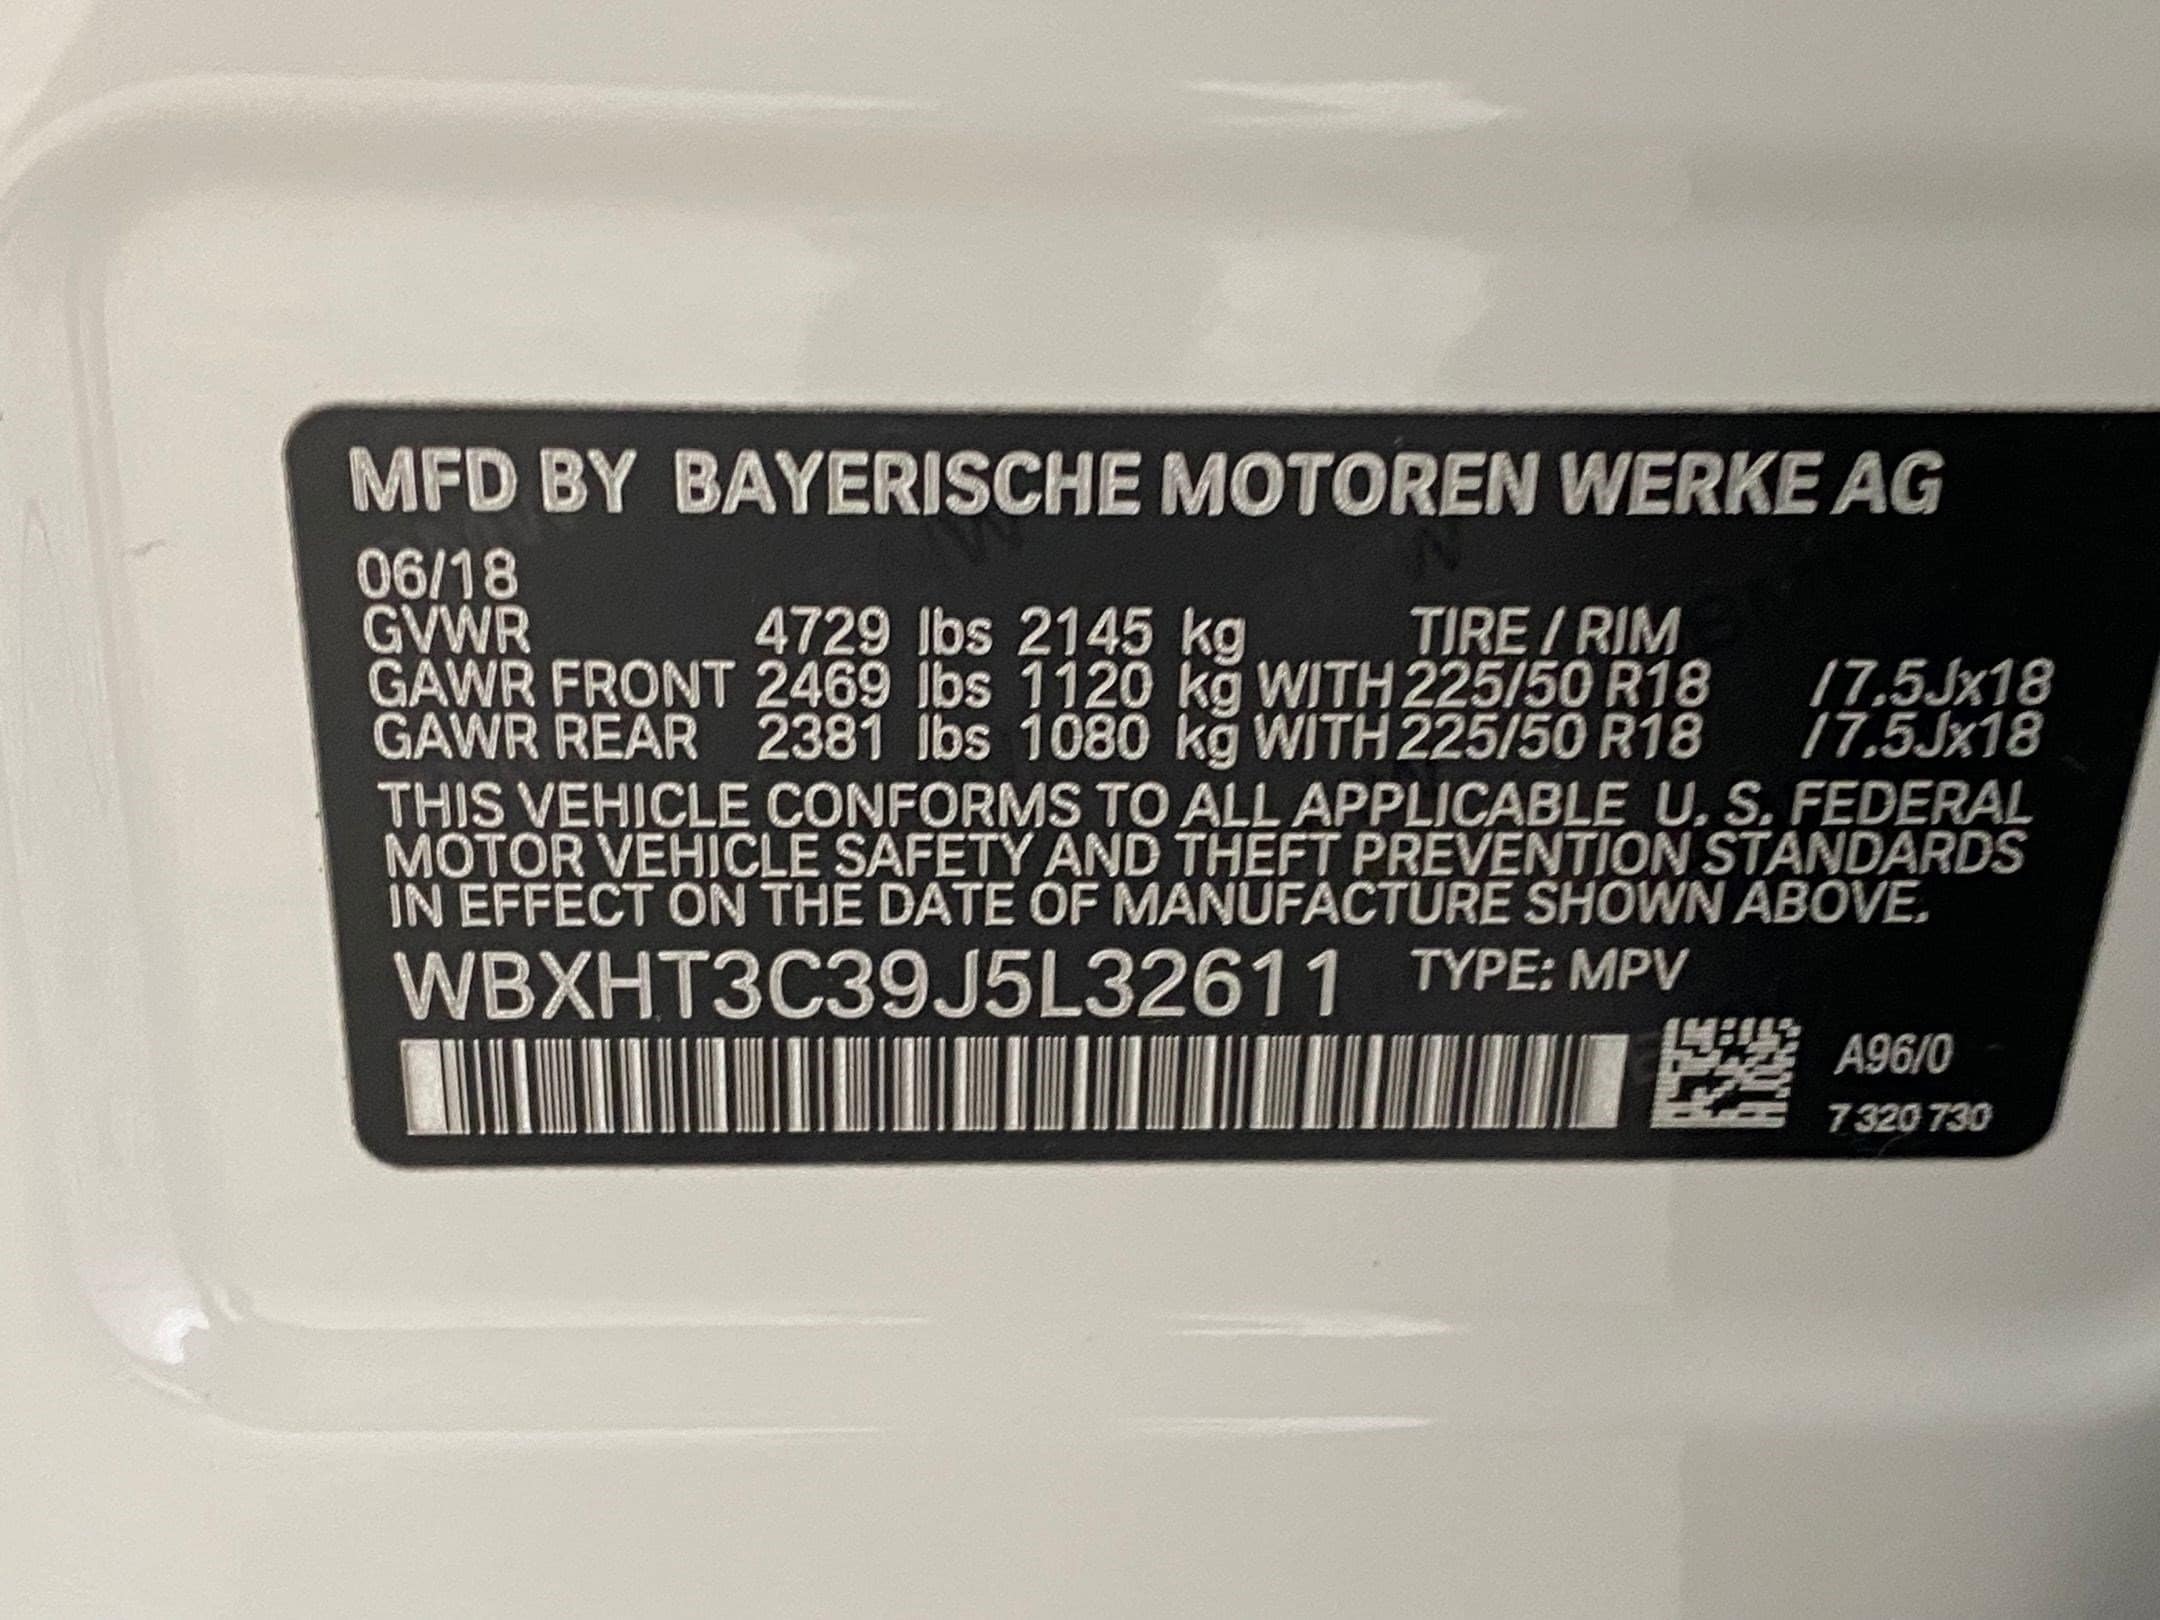 MFD BY BAYERISCHE MOTOREN WERKE AG
06/18
GVWR 4729 lbs 2145 kg TIRE / RIM
GAWR FRONT 2469 lbs 1120 kg WITH 225/50 R18 /7.5Jx18
GAWR REAR 2381 lbs 1080 kg WITH 225/50 R18 /7.5Jx18
THIS VEHICLE CONFORMS TO ALL APPLICABLE U. S. FEDERAL
MOTOR VEHICLE SAFETY AND THEFT PREVENTION STANDARDS
IN EFFECT ON THE DATE OF MANUFACTURE SHOWN ABOVE.
WBXHT3C39J5L32611 TYPE: MPV
A96/0
7 320 730